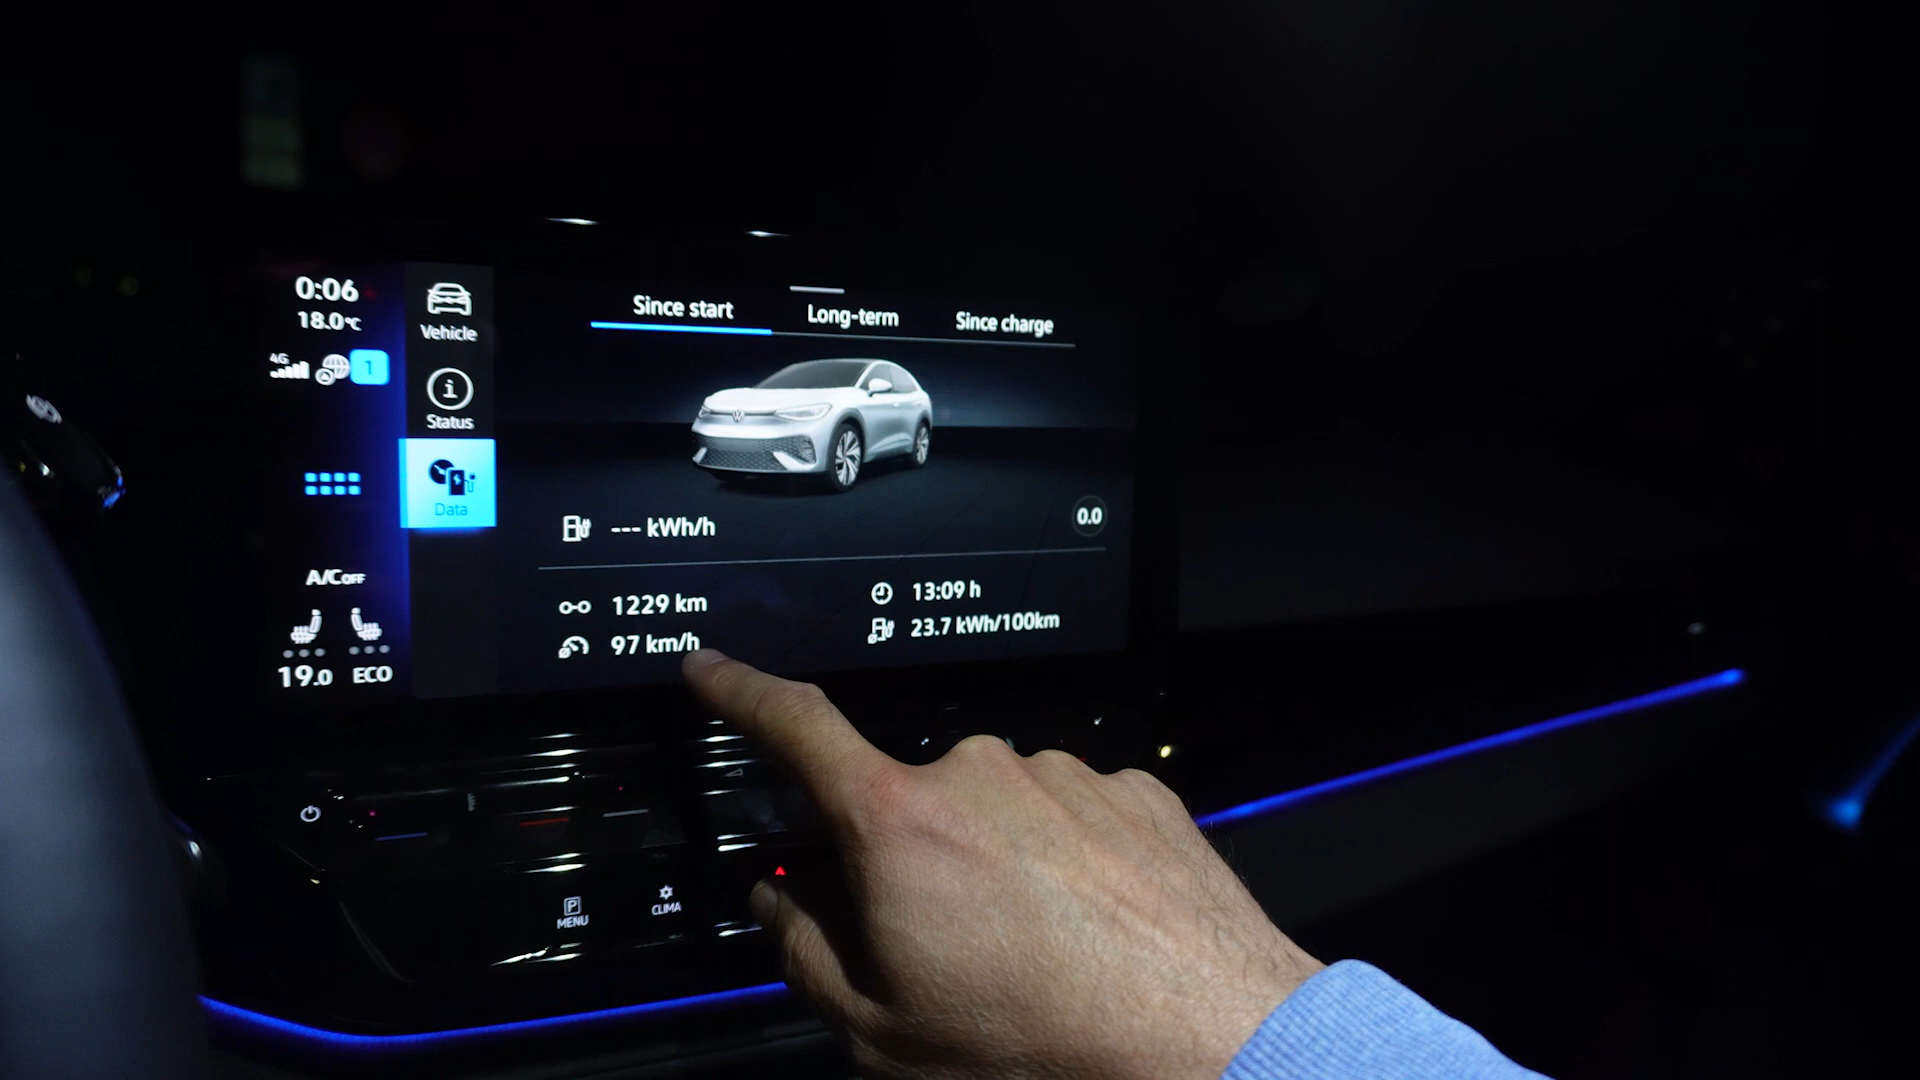 0:06
18.0°C
4G
1
A/C OFF
19.0 ECO
Vehicle
Status
Data
Since start Long-term Since charge
--- kWh/h
0.0
1229 km
13:09 h
97 km/h
23.7 kWh/100km
P
MENU
CLIMA